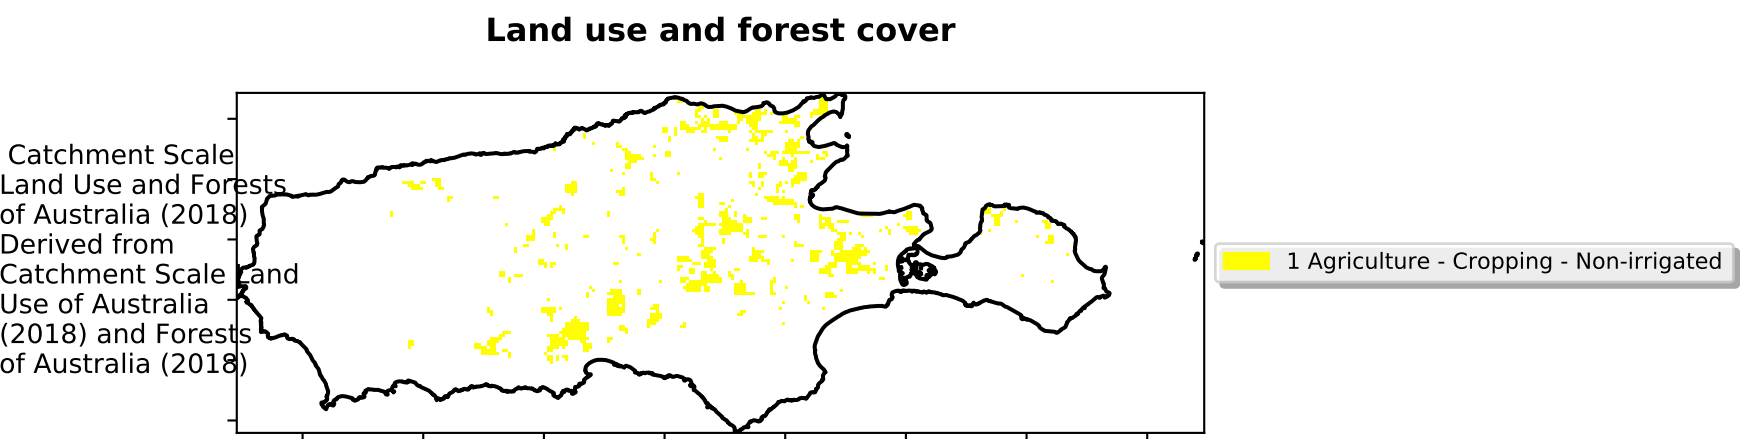 Land use and forest cover
Catchment Scale
Land Use and Forests
of Australia (2018)
Derived from
Catchment Scale Land
Use of Australia
(2018) and Forests
of Australia (2018)
1 Agriculture - Cropping - Non-irrigated